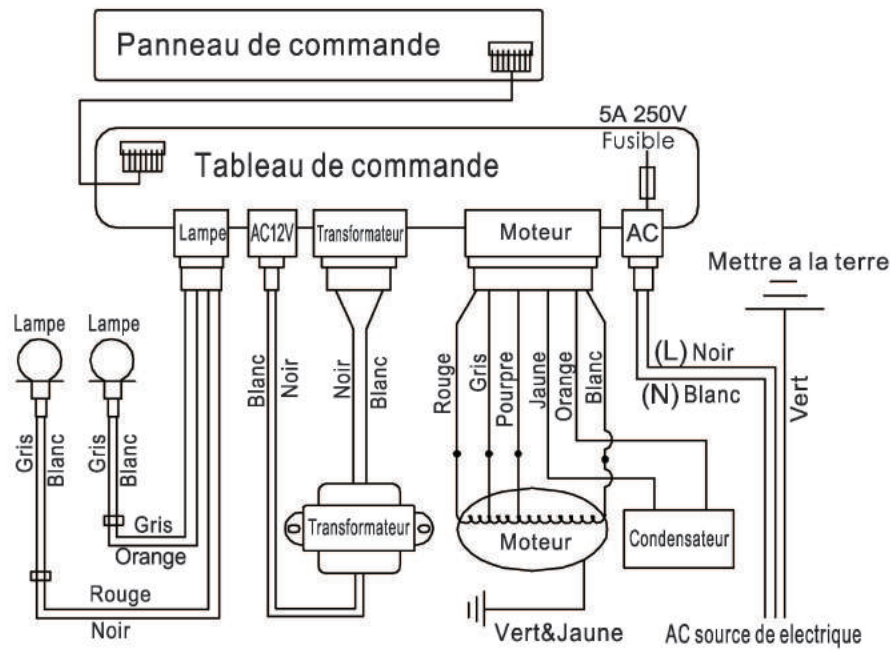 Panneau de commande
5A 250V
Fusible
Tableau de commande
Lampe
AC12V
Transformateur
Moteur
AC
Mettre a la terre
Lampe
Lampe
(L) Noir
(N) Blanc
Vert
Blanc
Noir
Noir
Blanc
Rouge
Gris
Pourpre
Jaune
Orange
Blanc
Gris
Blanc
Gris
Blanc
Gris
Orange
Transformateur
Moteur
Condensateur
Rouge
Noir
Vert&Jaune
AC source de electrique